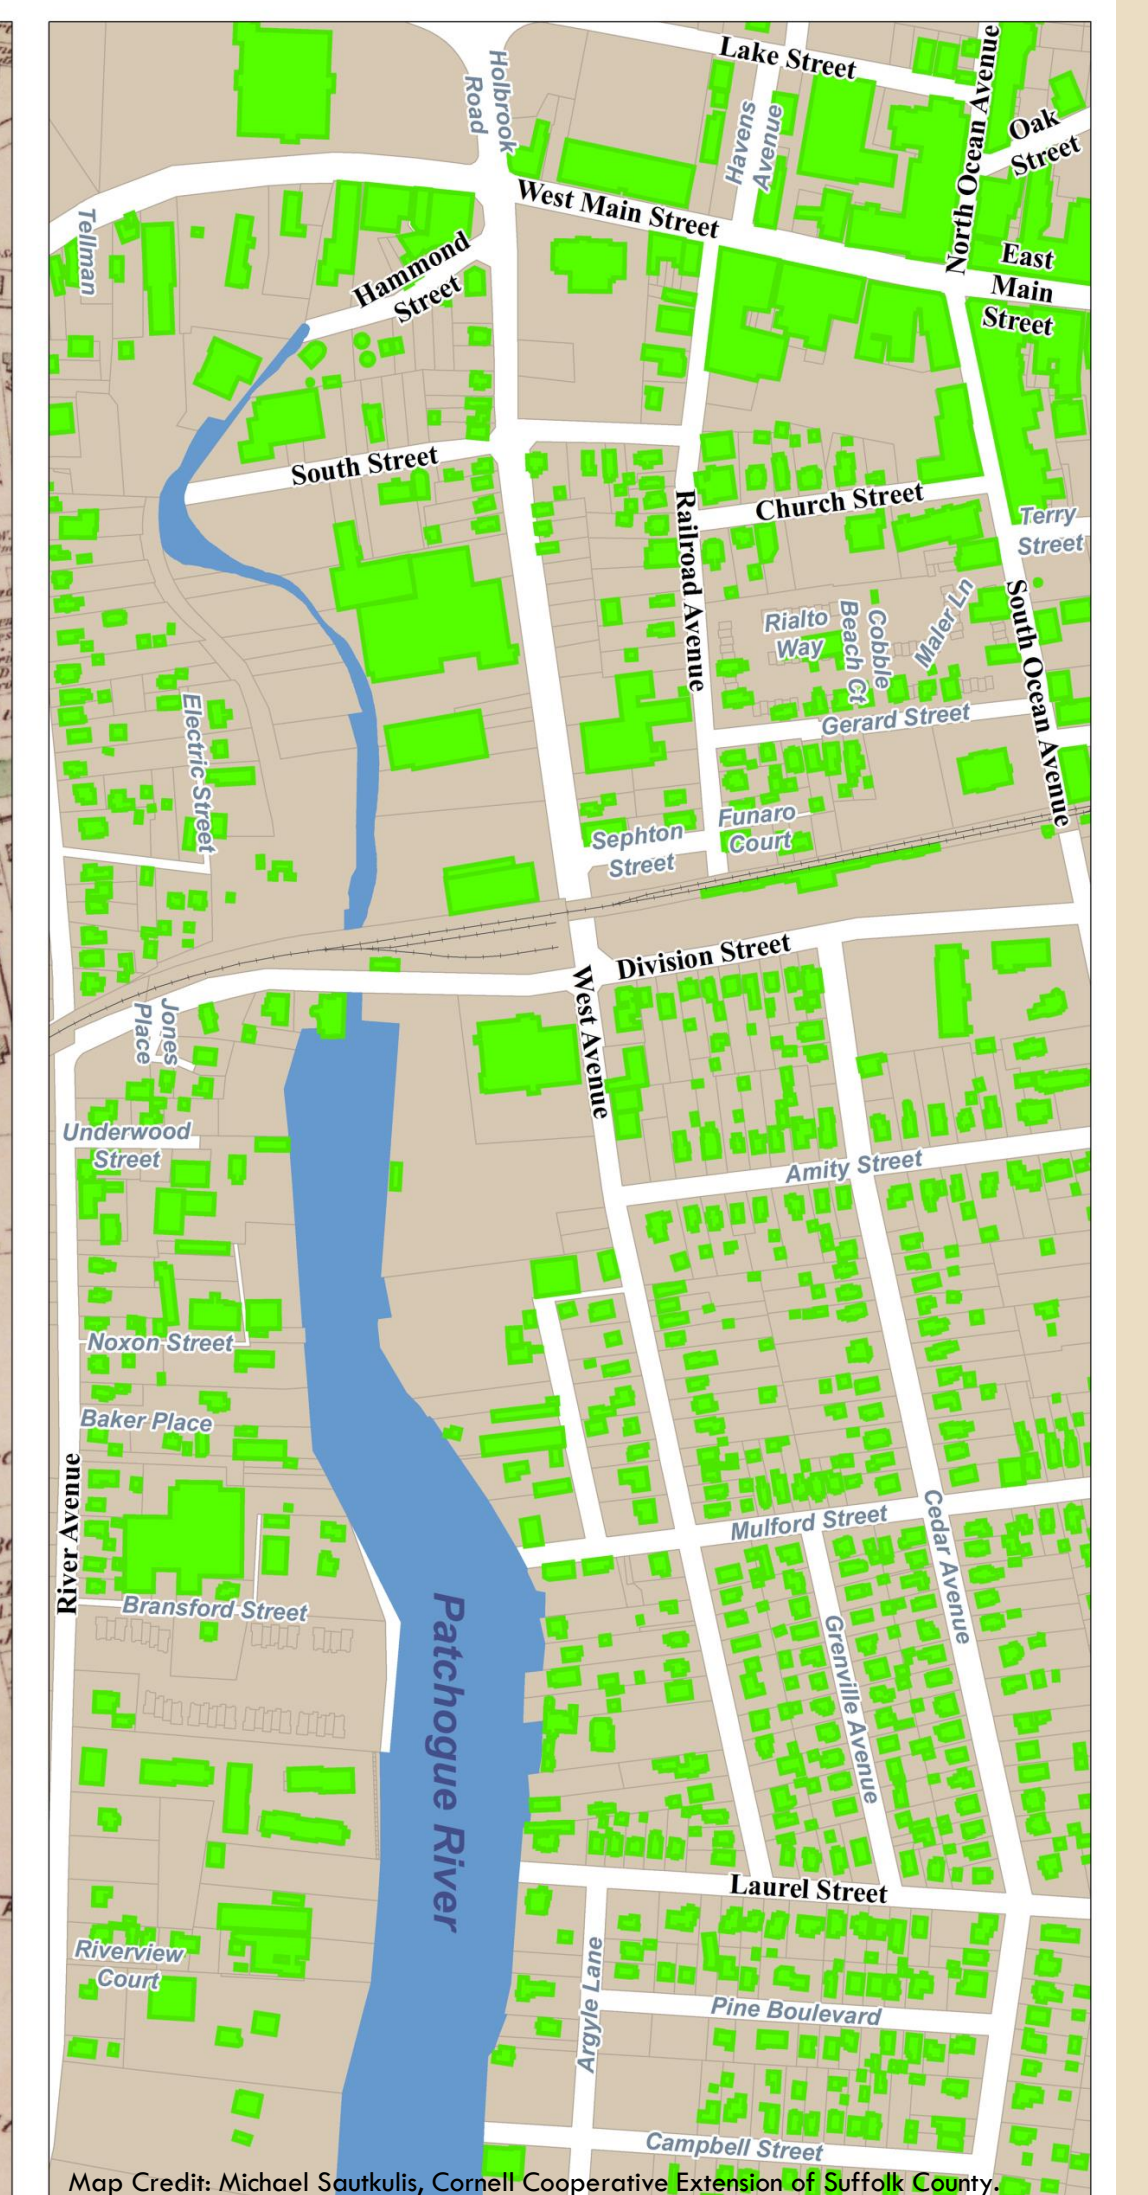 Lake Street
Holbrook
Road
Havens
Avenue
North Ocean Avenue
Oak
Street
West Main Street
Tellman
East
Main
Street
Hammond
Street
South Street
Railroad Avenue
Church Street
Terry
Street
Rialto
Way
Cobble
Beach Ct
Maler Ln
South Ocean Avenue
Electric Street
Gerard Street
Sephton
Street
Funaro
Court
Division Street
West Avenue
Jones
Place
Underwood
Street
Amity Street
Noxon Street
Baker Place
River Avenue
Mulford Street
Cedar Avenue
Bransford Street
Grenville Avenue
Patchogue River
Laurel Street
Riverview
Court
Argyle Lane
Pine Boulevard
Campbell Street
Map Credit: Michael Sautkulis, Cornell Cooperative Extension of Suffolk County.